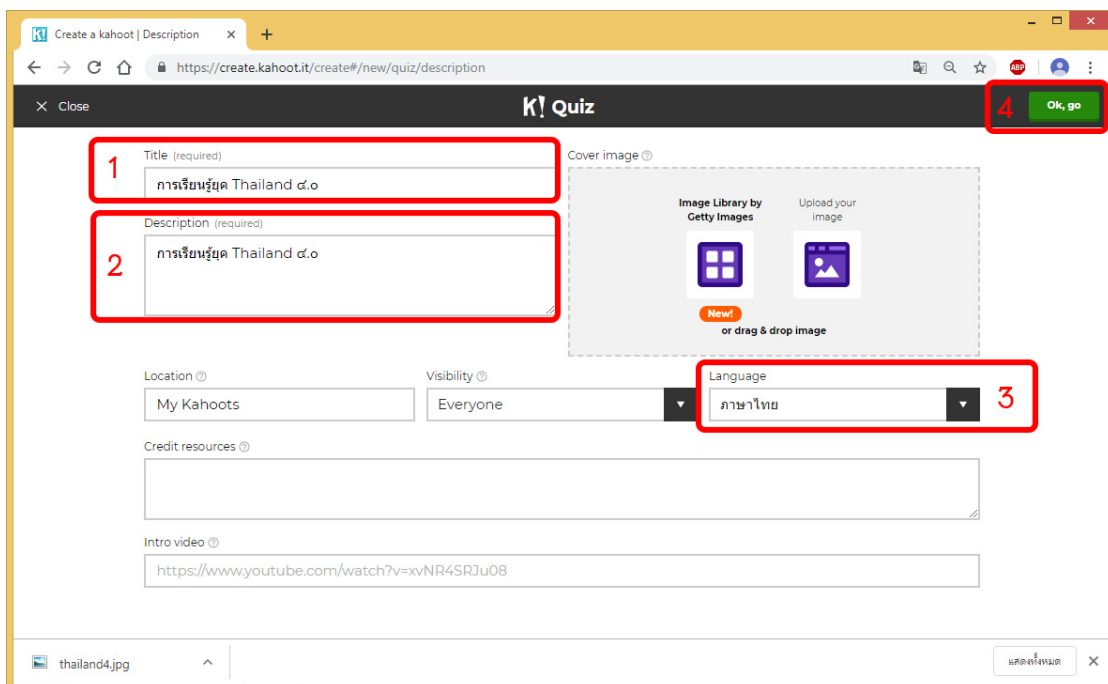 Create a kahoot | Description
https://create.kahoot.it/create#/new/quiz/description
ABP
Close
K! Quiz
4
Ok, go
1
Title (required)
การเรียนรู้ยุค Thailand ๔.๐
2
Description (required)
การเรียนรู้ยุค Thailand ๔.๐
Cover image
Image Library by
Getty Images
Upload your
image
New!
or drag & drop image
Location
My Kahoots
Visibility
Everyone
Language
ภาษาไทย
3
Credit resources
Intro video
https://www.youtube.com/watch?v=xvNR4SRJu08
thailand4.jpg
แสดงทั้งหมด